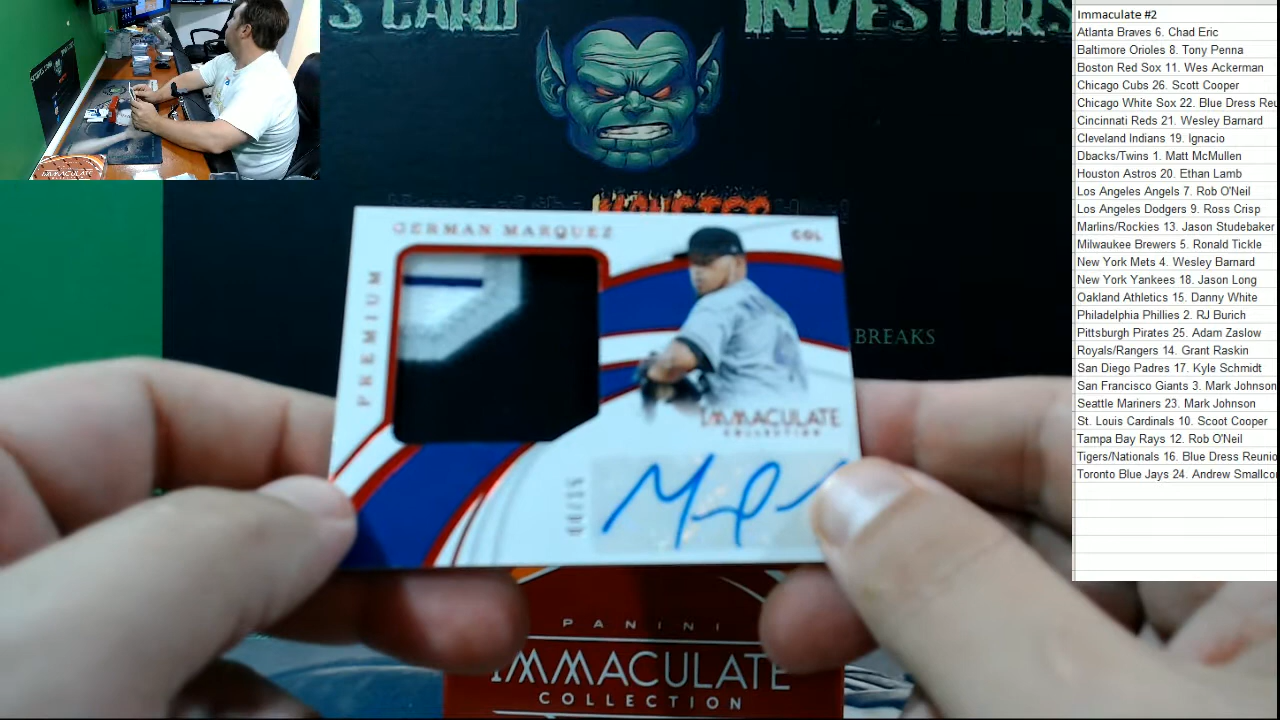 S CARD INVESTORS
MONSTER
BREAKS
GERMAN MARQUEZ
COL
PREMIUM
IMMACULATE
COLLECTION
PANINI
IMMACULATE
COLLECTION
IMMACULATE
Immaculate #2
Atlanta Braves 6. Chad Eric
Baltimore Orioles 8. Tony Penna
Boston Red Sox 11. Wes Ackerman
Chicago Cubs 26. Scott Cooper
Chicago White Sox 22. Blue Dress Reu
Cincinnati Reds 21. Wesley Barnard
Cleveland Indians 19. Ignacio
Dbacks/Twins 1. Matt McMullen
Houston Astros 20. Ethan Lamb
Los Angeles Angels 7. Rob O'Neil
Los Angeles Dodgers 9. Ross Crisp
Marlins/Rockies 13. Jason Studebaker
Milwaukee Brewers 5. Ronald Tickle
New York Mets 4. Wesley Barnard
New York Yankees 18. Jason Long
Oakland Athletics 15. Danny White
Philadelphia Phillies 2. RJ Burich
Pittsburgh Pirates 25. Adam Zaslow
Royals/Rangers 14. Grant Raskin
San Diego Padres 17. Kyle Schmidt
San Francisco Giants 3. Mark Johnson
Seattle Mariners 23. Mark Johnson
St. Louis Cardinals 10. Scoot Cooper
Tampa Bay Rays 12. Rob O'Neil
Tigers/Nationals 16. Blue Dress Reunio
Toronto Blue Jays 24. Andrew Smallco